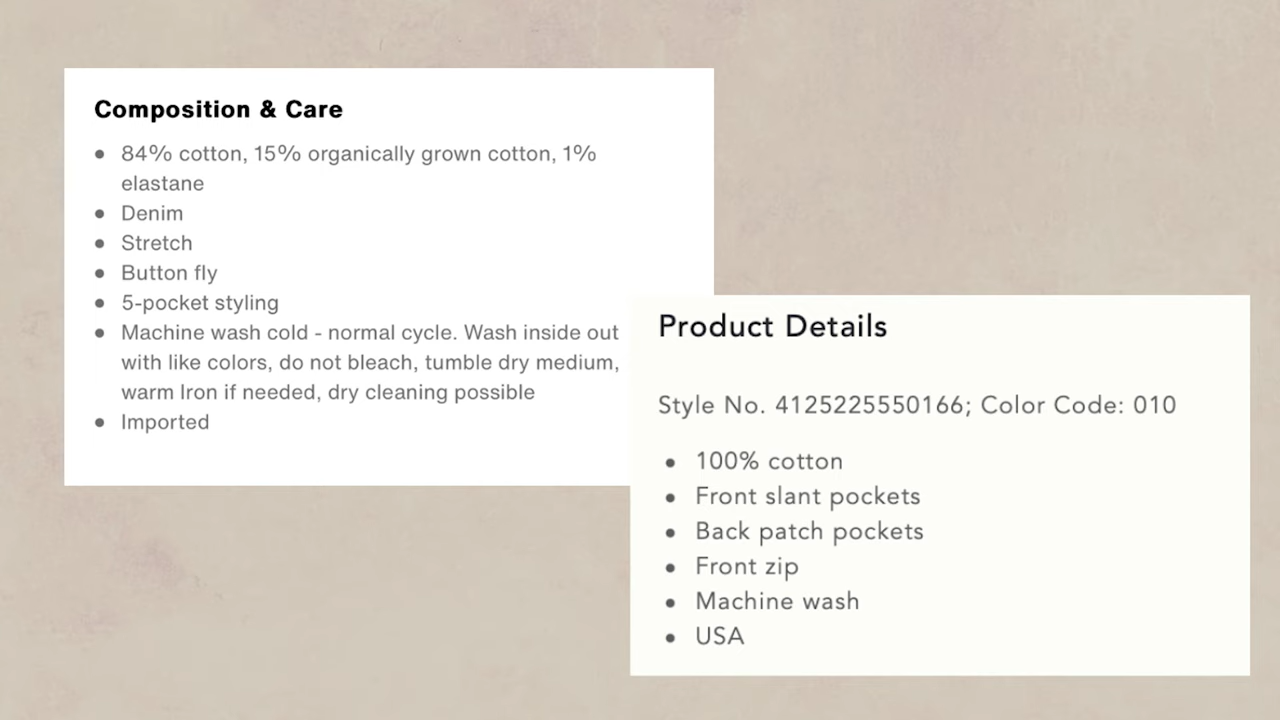 Composition & Care
84% cotton, 15% organically grown cotton, 1%
elastane
Denim
Stretch
Button fly
5-pocket styling
Machine wash cold - normal cycle. Wash inside out
with like colors, do not bleach, tumble dry medium,
warm Iron if needed, dry cleaning possible
Imported
Product Details
Style No. 4125225550166; Color Code: 010
100% cotton
Front slant pockets
Back patch pockets
Front zip
Machine wash
USA